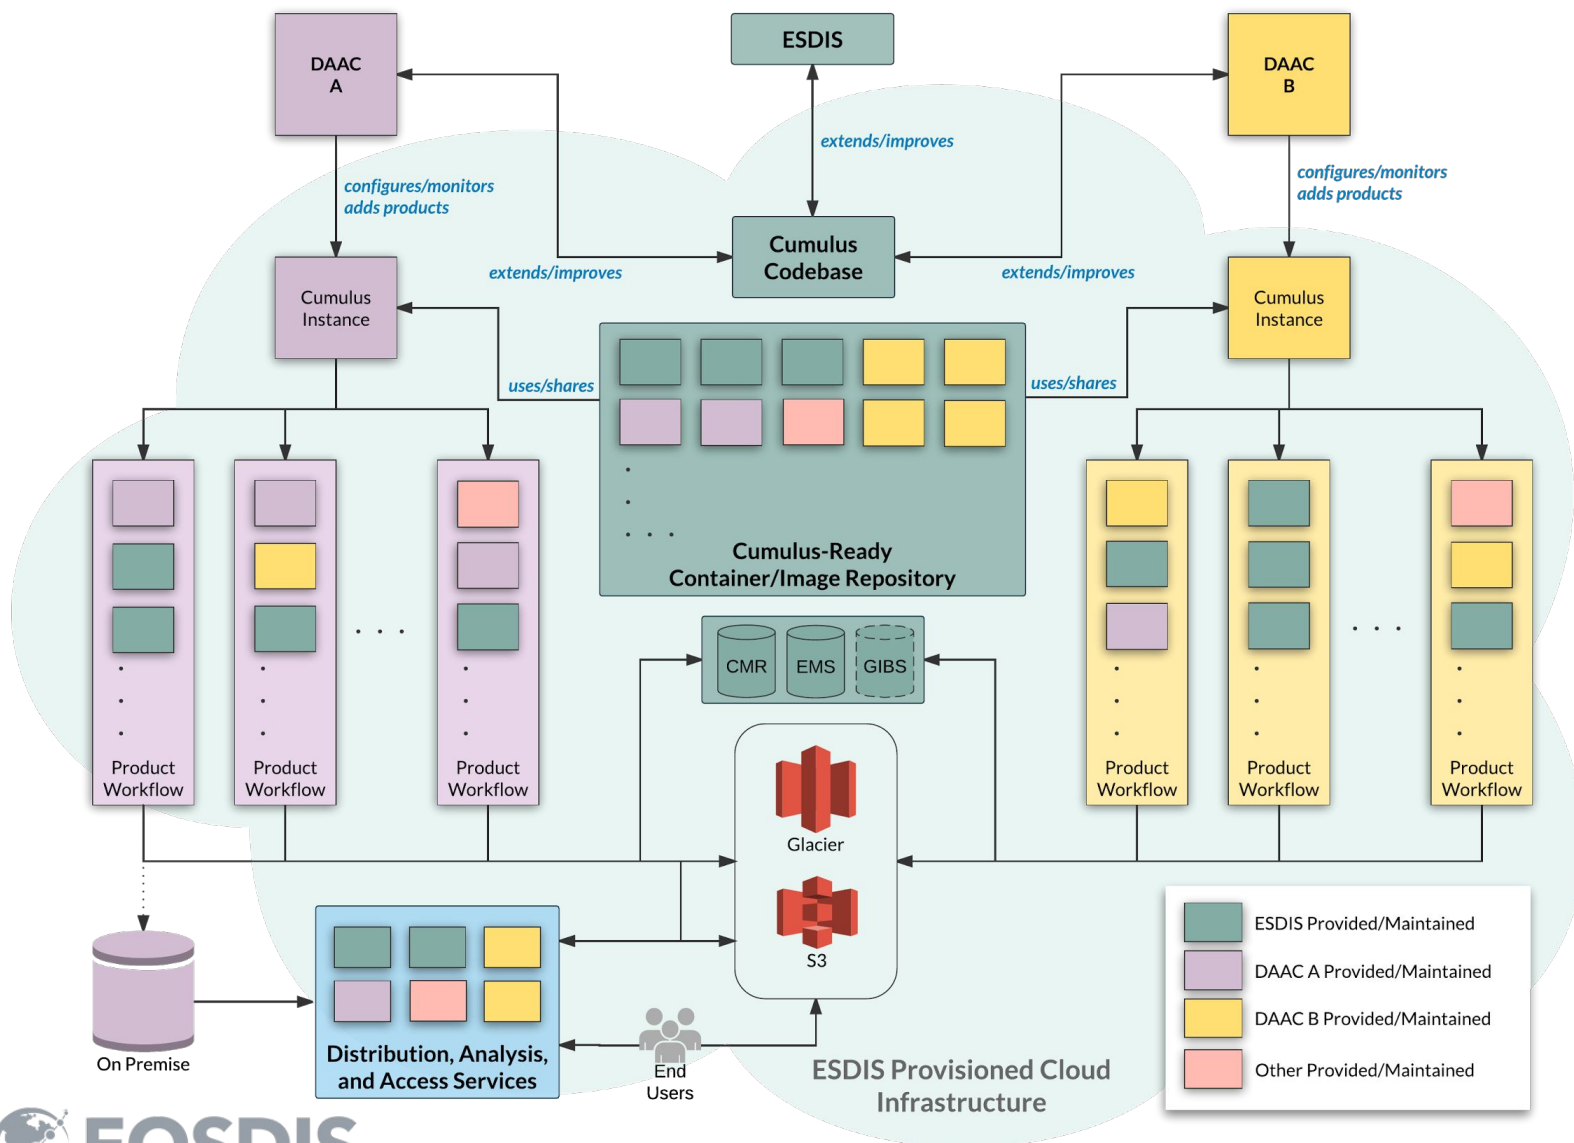 DAAC
A
ESDIS
DAAC
B
extends/improves
configures/monitors
adds products
configures/monitors
adds products
Cumulus
Codebase
extends/improves
extends/improves
Cumulus
Instance
Cumulus
Instance
uses/shares
uses/shares
Cumulus-Ready
Container/Image Repository
CMR
EMS
GIBS
Product
Workflow
Product
Workflow
Product
Workflow
Product
Workflow
Product
Workflow
Product
Workflow
Glacier
S3
On Premise
Distribution, Analysis,
and Access Services
End
Users
ESDIS Provisioned Cloud
Infrastructure
ESDIS Provided/Maintained
DAAC A Provided/Maintained
DAAC B Provided/Maintained
Other Provided/Maintained
EOSDIS